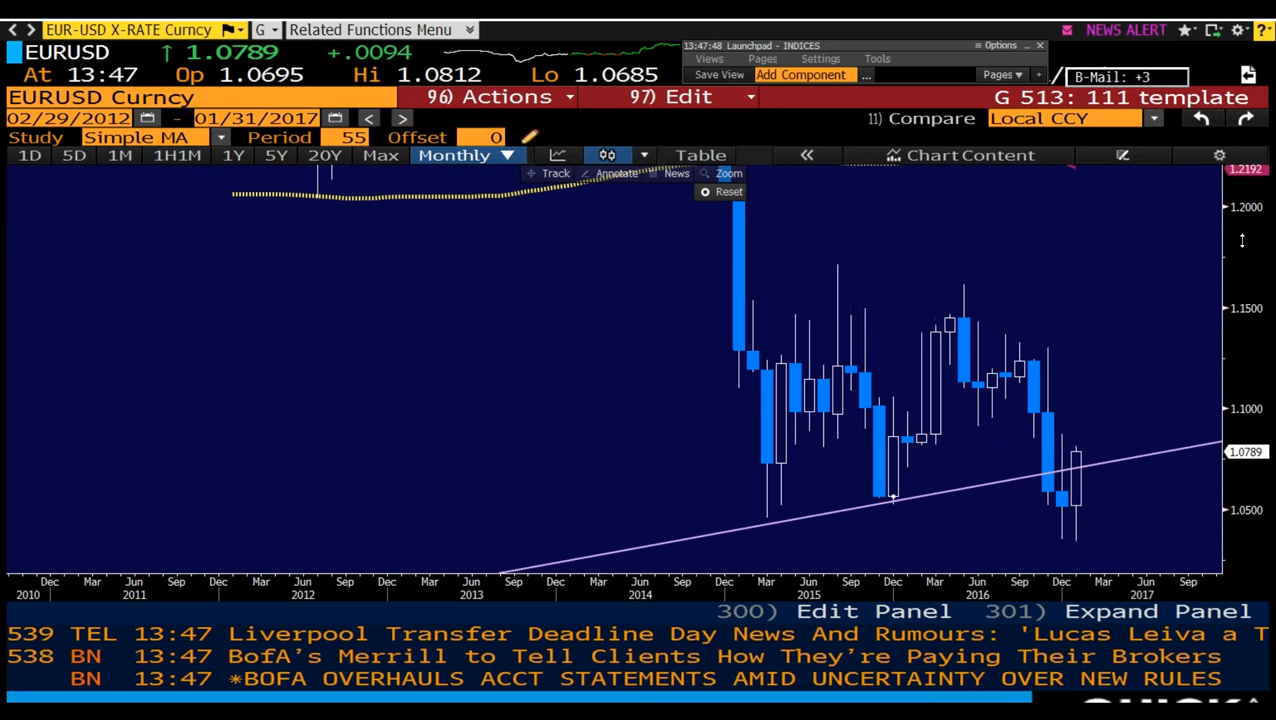 EUR-USD X-RATE Curncy G Related Functions Menu NEWS ALERT ?
EURUSD ↑ 1.0789 +.0094 13:47:48 Launchpad - INDICES Options
Views Pages Settings Tools
At 13:47 Op 1.0695 Hi 1.0812 Lo 1.0685 Save View Add Component ... Pages + B-Mail: +3
EURUSD Curncy 96) Actions 97) Edit G 513: 111 template
02/29/2012 - 01/31/2017 < > 11) Compare Local CCY
Study Simple MA Period 55 Offset 0
1D 5D 1M 1H1M 1Y 5Y 20Y Max Monthly Table « Chart Content
Track Annotate News Zoom
Reset
1.2192
1.2000
1.1500
1.1000
1.0789
1.0500
Dec Mar Jun Sep Dec Mar Jun Sep Dec Mar Jun Sep Dec Mar Jun Sep Dec Mar Jun Sep Dec Mar Jun Sep Dec Mar Jun Sep
2010 2011 2012 2013 2014 2015 2016 2017
300) Edit Panel 301) Expand Panel
539 TEL 13:47 Liverpool Transfer Deadline Day News And Rumours: 'Lucas Leiva a T
538 BN 13:47 BofA's Merrill to Tell Clients How They're Paying Their Brokers
BN 13:47 *BOFA OVERHAULS ACCT STATEMENTS AMID UNCERTAINTY OVER NEW RULES